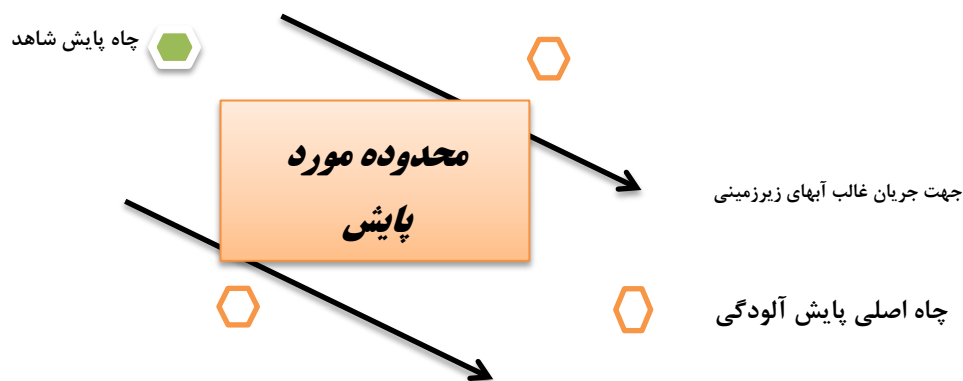 چاه پایش شاهد
محدوده مورد
پایش
جهت جریان غالب آبهای زیرزمینی
چاه اصلی پایش آلودگی